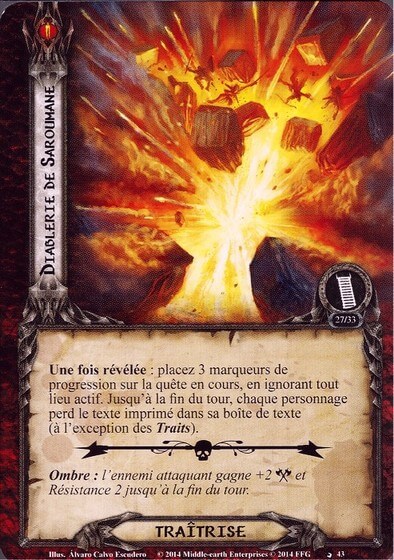 DIABLERIE DE SAROUMANE
27/33
Une fois révélée : placez 3 marqueurs de
progression sur la quête en cours, en ignorant tout
lieu actif. Jusqu'à la fin du tour, chaque personnage
perd le texte imprimé dans sa boîte de texte
(à l'exception des Traits).
Ombre : l'ennemi attaquant gagne +2 et
Résistance 2 jusqu'à la fin du tour.
TRAÎTRISE
Illus. Álvaro Calvo Escudero © 2014 Middle-earth Enterprises © 2014 FFG 43